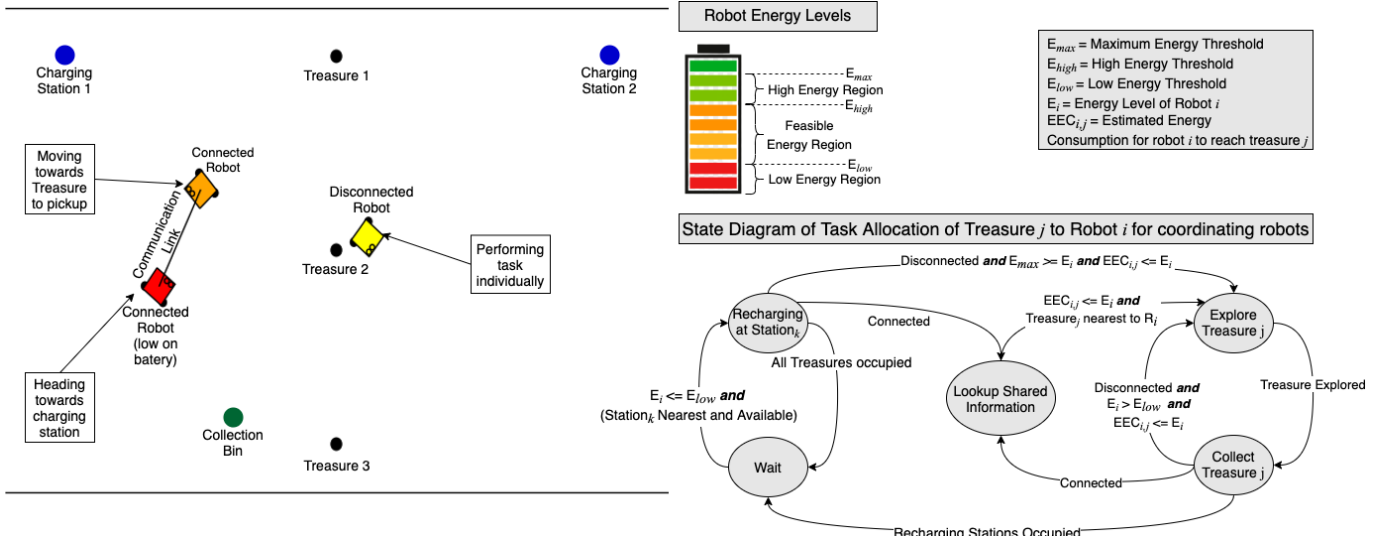 Charging
Station 1
Treasure 1
Charging
Station 2
Moving
towards
Treasure
to pickup
Connected
Robot
Communication
Link
Disconnected
Robot
Treasure 2
Performing
task
individually
Connected
Robot
(low on
batery)
Heading
towards
charging
station
Collection
Bin
Treasure 3
Robot Energy Levels
E_max
High Energy Region
E_high
Feasible
Energy Region
E_low
Low Energy Region
E_max = Maximum Energy Threshold
E_high = High Energy Threshold
E_low = Low Energy Threshold
E_i = Energy Level of Robot i
EEC_i,j = Estimated Energy
Consumption for robot i to reach treasure j
State Diagram of Task Allocation of Treasure j to Robot i for coordinating robots
Disconnected and E_max >= E_i and EEC_i,j <= E_i
Recharging
at Station_k
Connected
EEC_i,j <= E_i and
Treasure_j nearest to R_i
Explore
Treasure j
All Treasures occupied
E_i <= E_low and
(Station_k Nearest and Available)
Lookup Shared
Information
Disconnected and
E_i > E_low and
EEC_i,j <= E_i
Treasure Explored
Wait
Collect
Treasure j
Connected
Recharging Stations Occupied